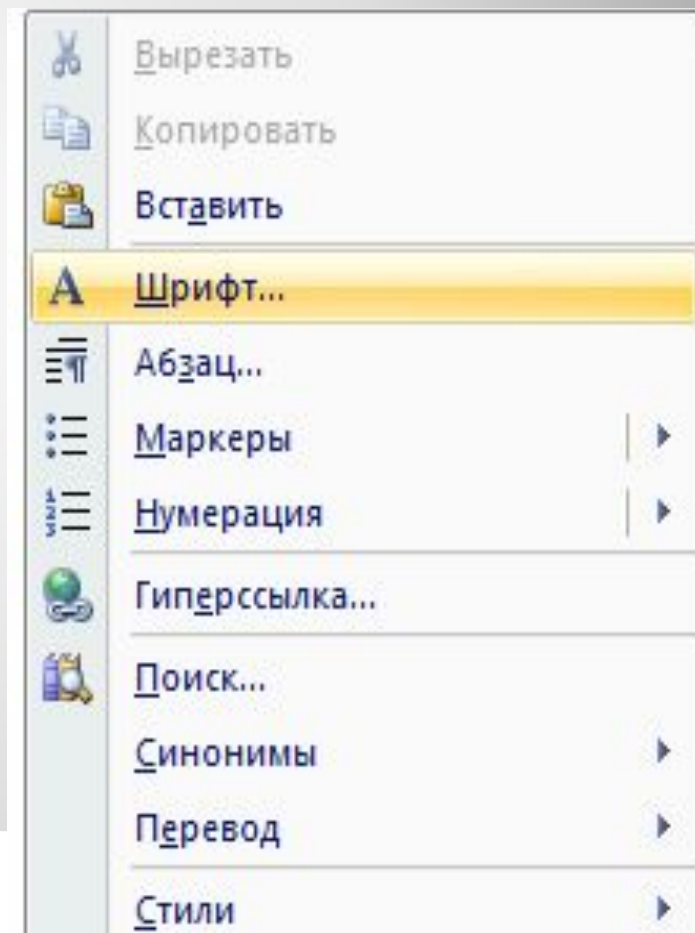 Вырезать
Копировать
Вставить
Шрифт...
Абзац...
Маркеры
Нумерация
Гиперссылка...
Поиск...
Синонимы
Перевод
Стили